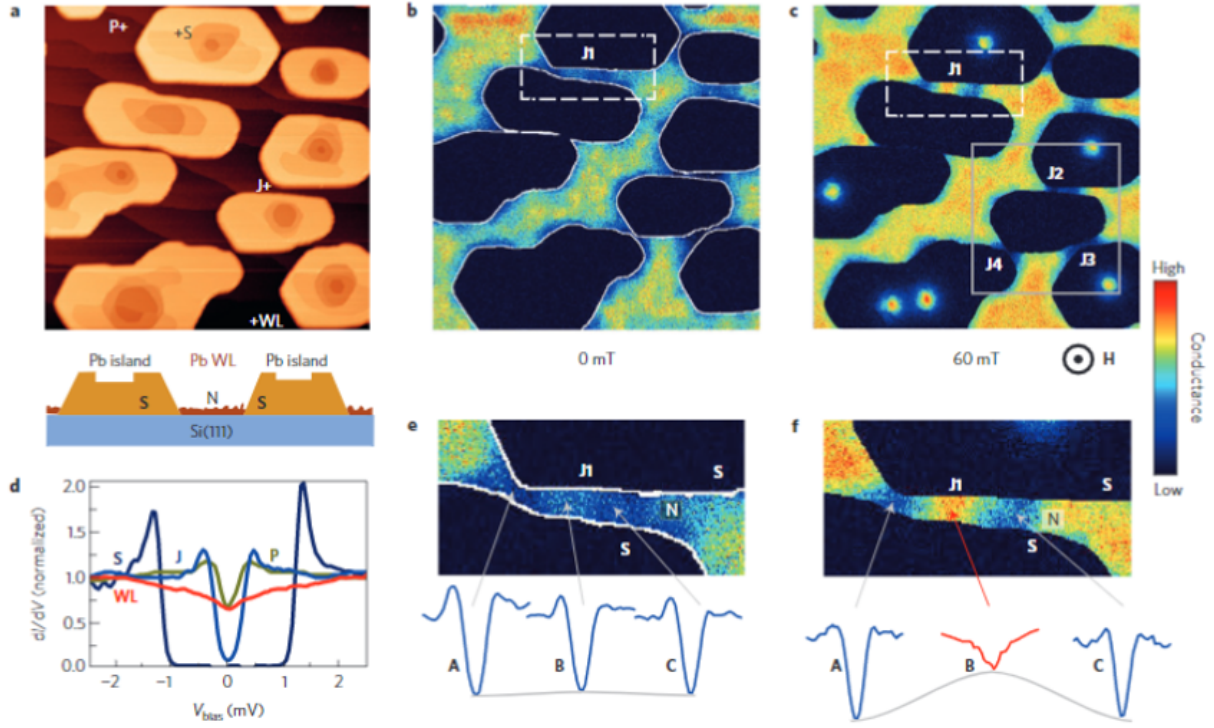 a
P+
+S
J+
+WL
b
J1
0 mT
c
J1
J2
J3
J4
60 mT
H
High
Conductance
Low
Pb island
Pb WL
Pb island
S
N
S
Si(111)
d
2.0
1.5
1.0
0.5
0.0
S
J
P
WL
dI/dV (normalized)
−2
−1
0
1
2
Vbias (mV)
e
J1
S
N
S
A
B
C
f
J1
S
N
S
A
B
C